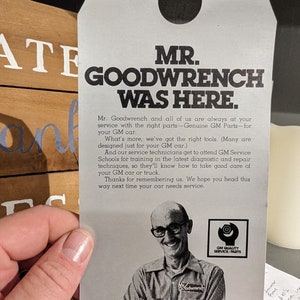 ATE
MR.
GOODWRENCH
WAS HERE.
Mr. Goodwrench and all of us are always at your
service with the right parts—Genuine GM Parts—for
your GM car.
What's more, we've got the right tools. (Many are
designed just for your GM car.)
And our service technicians get to attend GM Service
Schools for training in the latest diagnostic and repair
techniques, so they'll know how to take good care of
your GM car or truck.
Thanks for remembering us. We hope you head this
way next time your car needs service.
GM QUALITY
SERVICE/PARTS